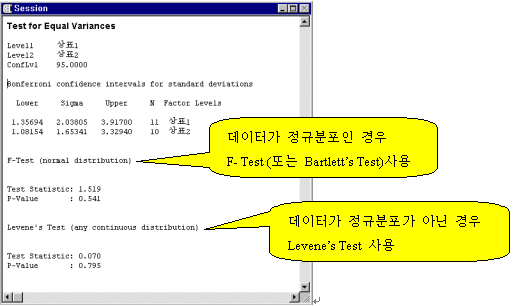 Session
Test for Equal Variances
Level1 상표1
Level2 상표2
ConfLvl 95.0000
Bonferroni confidence intervals for standard deviations
Lower Sigma Upper N Factor Levels
1.35694 2.03805 3.91700 11 상표1
1.08154 1.65341 3.32940 10 상표2
데이터가 정규분포인 경우
F- Test (또는 Bartlett's Test)사용
F-Test (normal distribution)
Test Statistic: 1.519
P-Value : 0.541
데이터가 정규분포가 아닌 경우
Levene's Test 사용
Levene's Test (any continuous distribution)
Test Statistic: 0.070
P-Value : 0.795